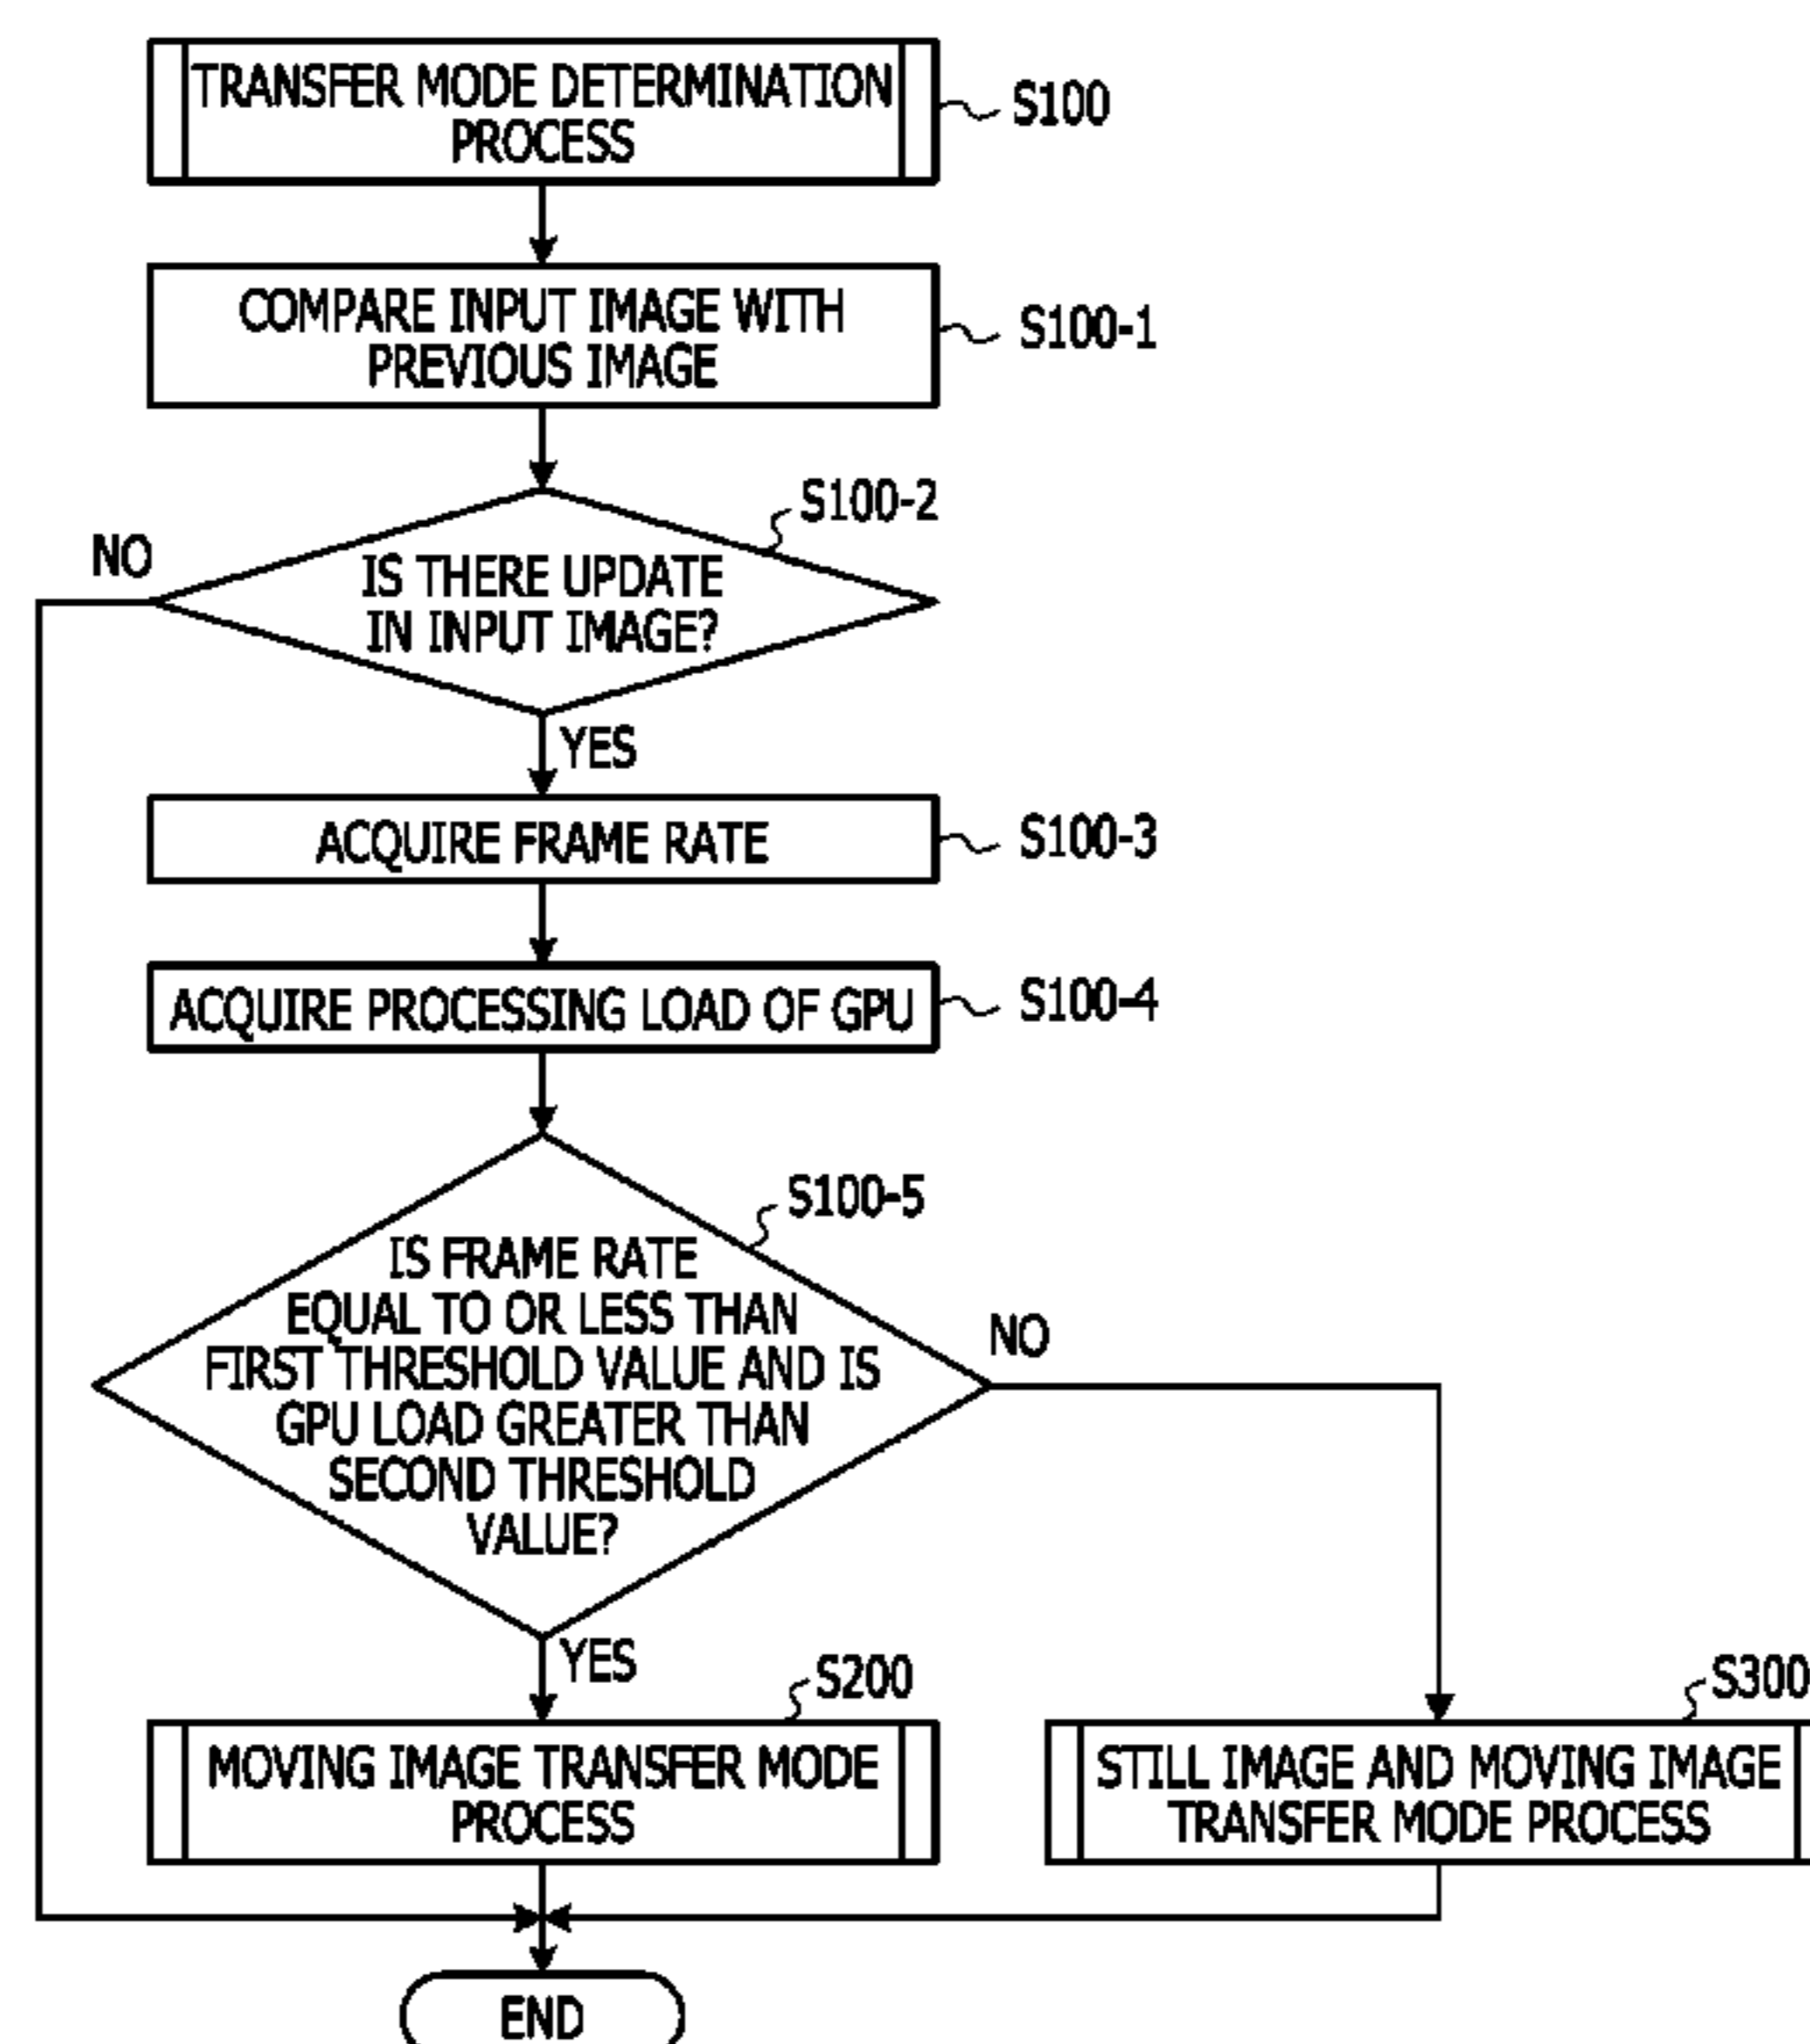 TRANSFER MODE DETERMINATION
PROCESS
S100
COMPARE INPUT IMAGE WITH
PREVIOUS IMAGE
S100-1
S100-2
NO
IS THERE UPDATE
IN INPUT IMAGE?
YES
ACQUIRE FRAME RATE
S100-3
ACQUIRE PROCESSING LOAD OF GPU
S100-4
S100-5
IS FRAME RATE
EQUAL TO OR LESS THAN
FIRST THRESHOLD VALUE AND IS
GPU LOAD GREATER THAN
SECOND THRESHOLD
VALUE?
NO
YES
S200
S300
MOVING IMAGE TRANSFER MODE
PROCESS
STILL IMAGE AND MOVING IMAGE
TRANSFER MODE PROCESS
END